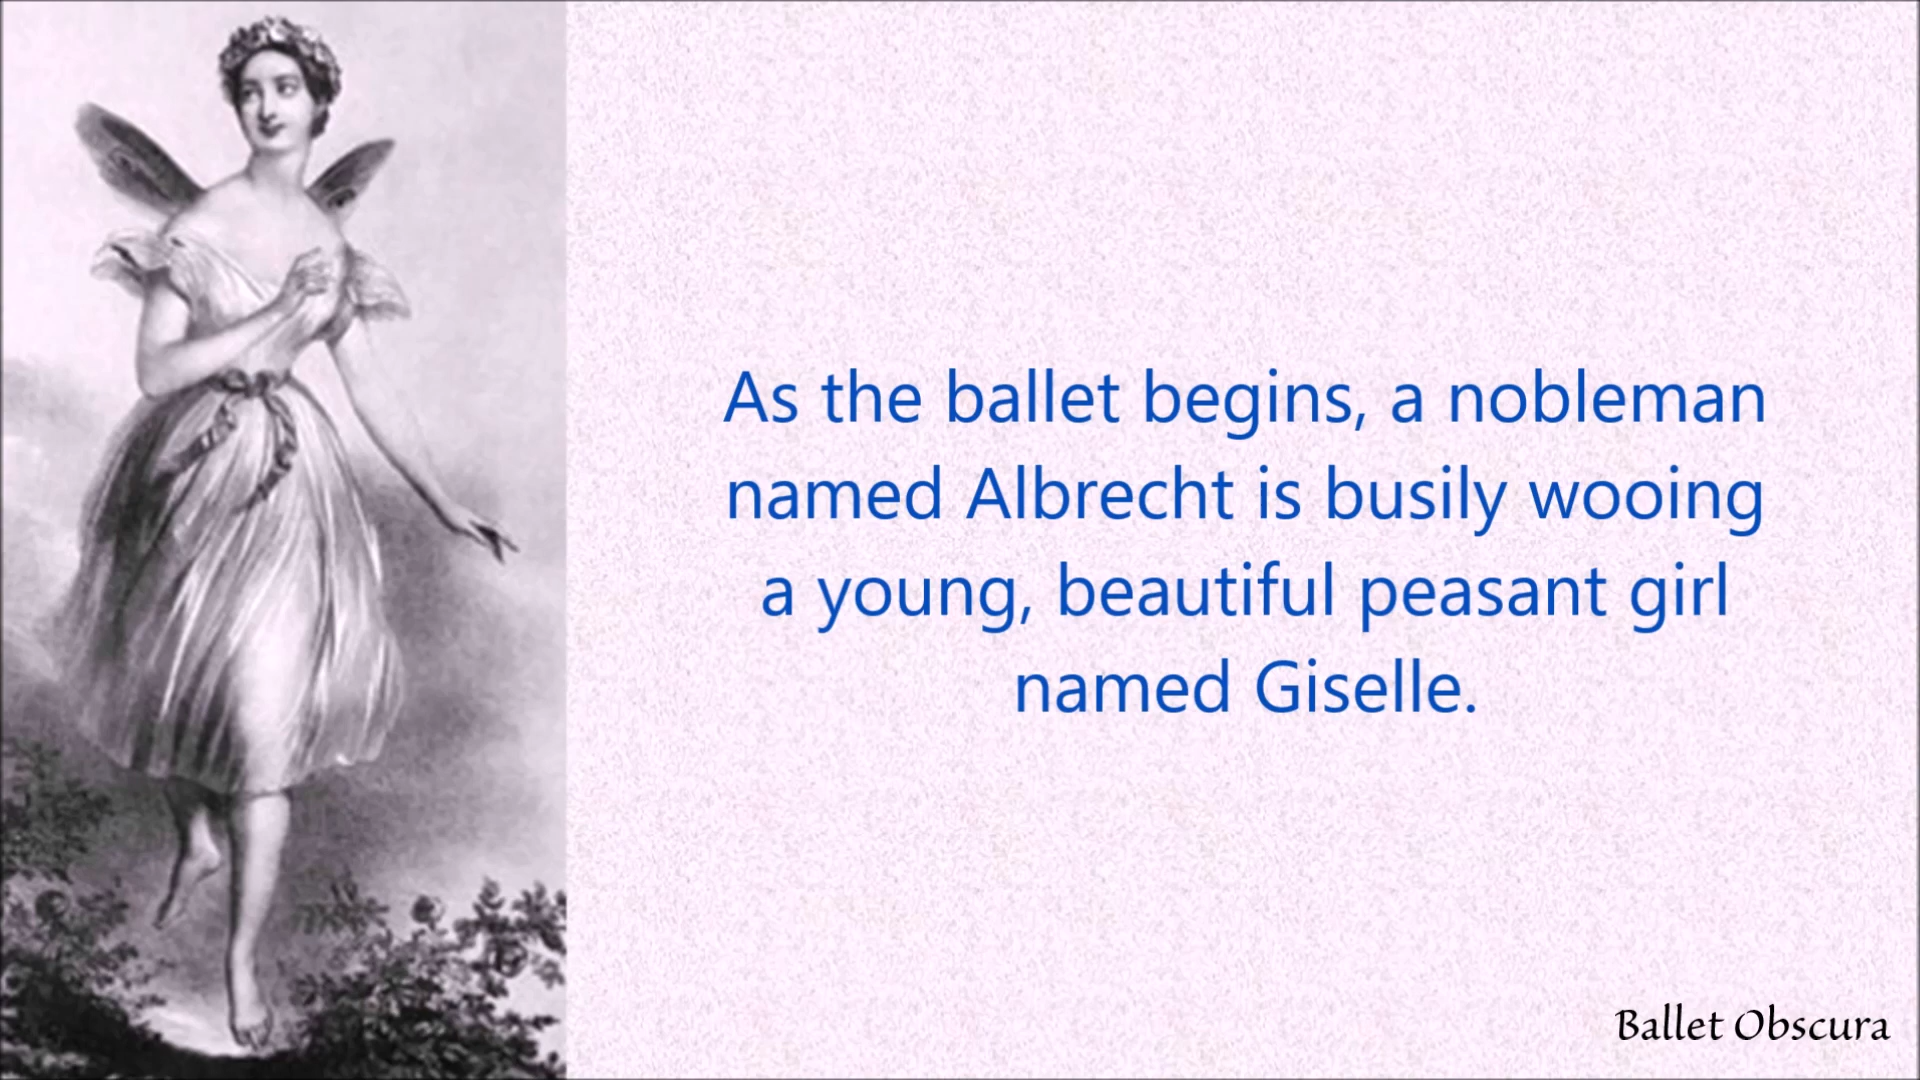 As the ballet begins, a nobleman
named Albrecht is busily wooing
a young, beautiful peasant girl
named Giselle.
Ballet Obscura